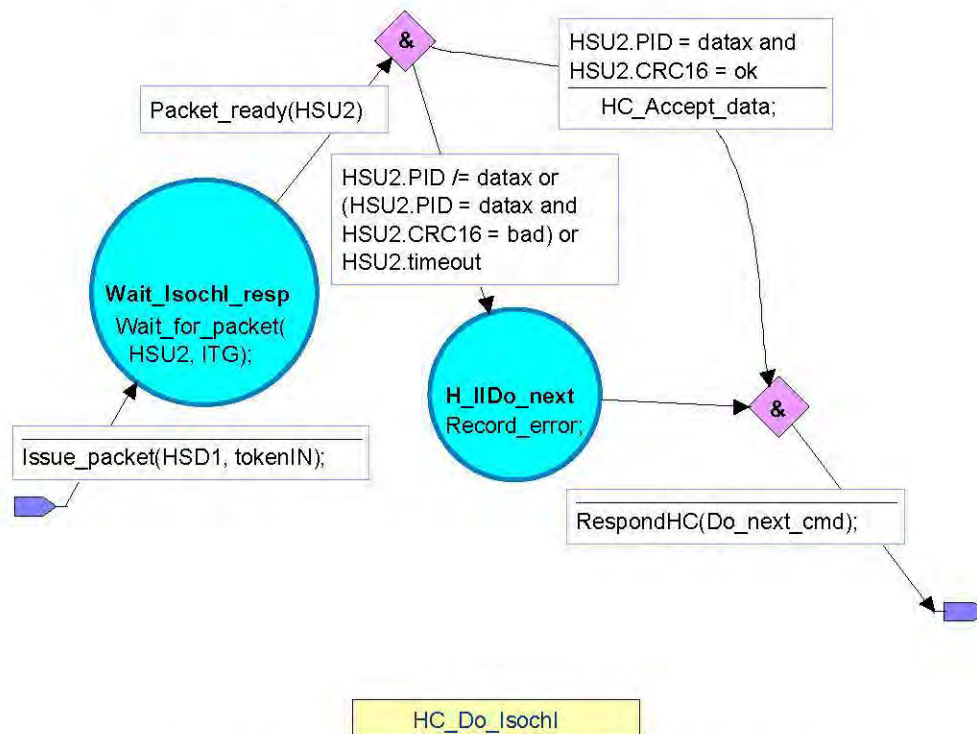 &
HSU2.PID = datax and
HSU2.CRC16 = ok
HC_Accept_data;
Packet_ready(HSU2)
HSU2.PID /= datax or
(HSU2.PID = datax and
HSU2.CRC16 = bad) or
HSU2.timeout
Wait_IsochI_resp
Wait_for_packet(
HSU2, ITG);
H_IIDo_next
Record_error;
&
Issue_packet(HSD1, tokenIN);
RespondHC(Do_next_cmd);
HC_Do_IsochI